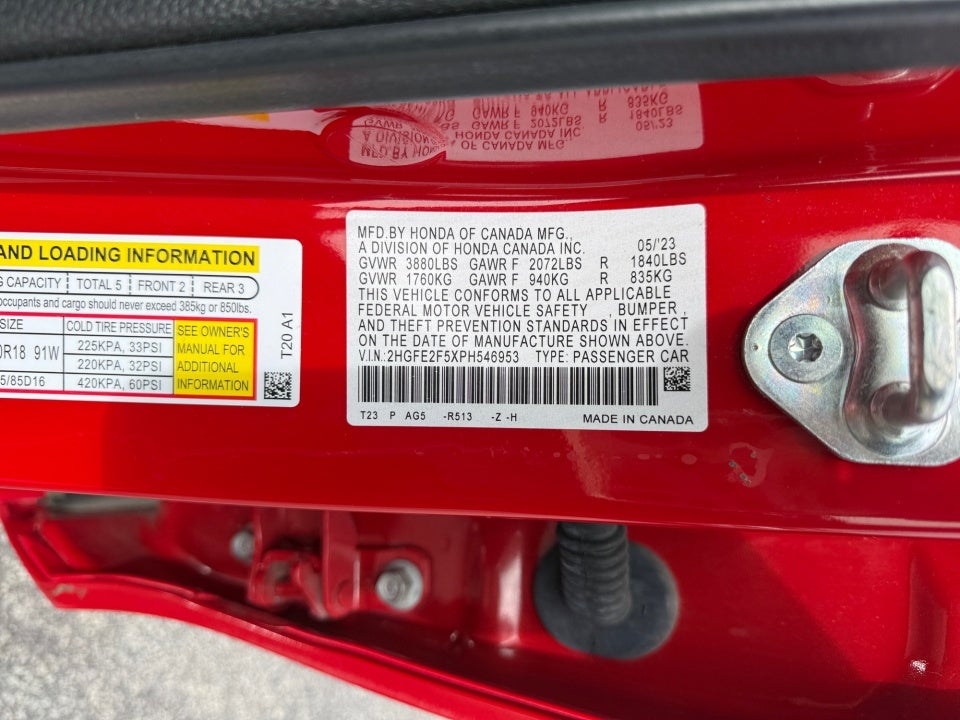 AND LOADING INFORMATION
CAPACITY TOTAL 5 FRONT 2 REAR 3
occupants and cargo should never exceed 385kg or 850lbs.
SIZE COLD TIRE PRESSURE SEE OWNER'S
R18 91W 225KPA, 33PSI MANUAL FOR
220KPA, 32PSI ADDITIONAL
5/85D16 420KPA, 60PSI INFORMATION
T20 A1
MFD.BY HONDA OF CANADA MFG.,
A DIVISION OF HONDA CANADA INC. 05/'23
GVWR 3880LBS GAWR F 2072LBS R 1840LBS
GVWR 1760KG GAWR F 940KG R 835KG
THIS VEHICLE CONFORMS TO ALL APPLICABLE
FEDERAL MOTOR VEHICLE SAFETY , BUMPER ,
AND THEFT PREVENTION STANDARDS IN EFFECT
ON THE DATE OF MANUFACTURE SHOWN ABOVE.
V.I.N.: 2HGFE2F5XPH546953 TYPE: PASSENGER CAR
T23 P AG5 -R513 -Z -H MADE IN CANADA